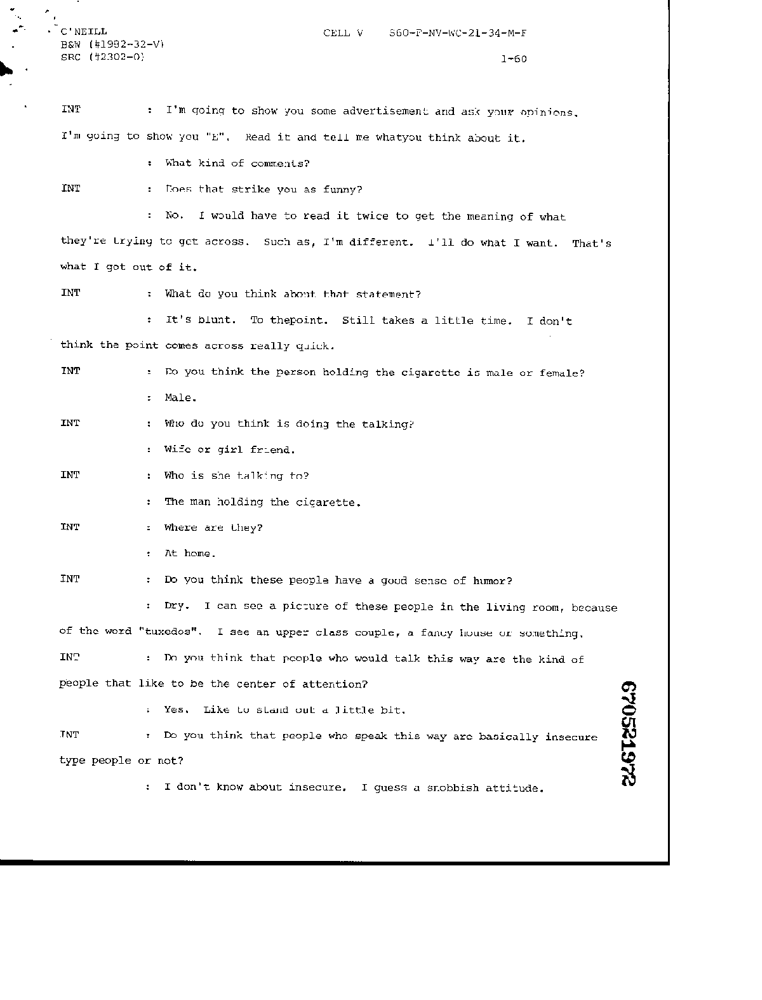 O'NEILL CELL V S60-F-NV-WC-21-34-M-F
B&W (#1982-32-V)
SRC (#2302-0) 1-60
INT : I'm going to show you some advertisement and ask your opinions.
I'm going to show you "E". Read it and tell me whatyou think about it.
: What kind of comments?
INT : Does that strike you as funny?
: No. I would have to read it twice to get the meaning of what
they're trying to get across. Such as, I'm different. I'll do what I want. That's
what I got out of it.
INT : What do you think about that statement?
: It's blunt. To thepoint. Still takes a little time. I don't
think the point comes across really quick.
INT : Do you think the person holding the cigarette is male or female?
: Male.
INT : Who do you think is doing the talking?
: Wife or girl friend.
INT : Who is she talking to?
: The man holding the cigarette.
INT : Where are they?
: At home.
INT : Do you think these people have a good sense of humor?
: Dry. I can see a picture of these people in the living room, because
of the word "tuxedos". I see an upper class couple, a fancy house or something.
INT : Do you think that people who would talk this way are the kind of
people that like to be the center of attention?
: Yes. Like to stand out a little bit.
INT : Do you think that people who speak this way are basically insecure
type people or not?
: I don't know about insecure. I guess a snobbish attitude.
670521972